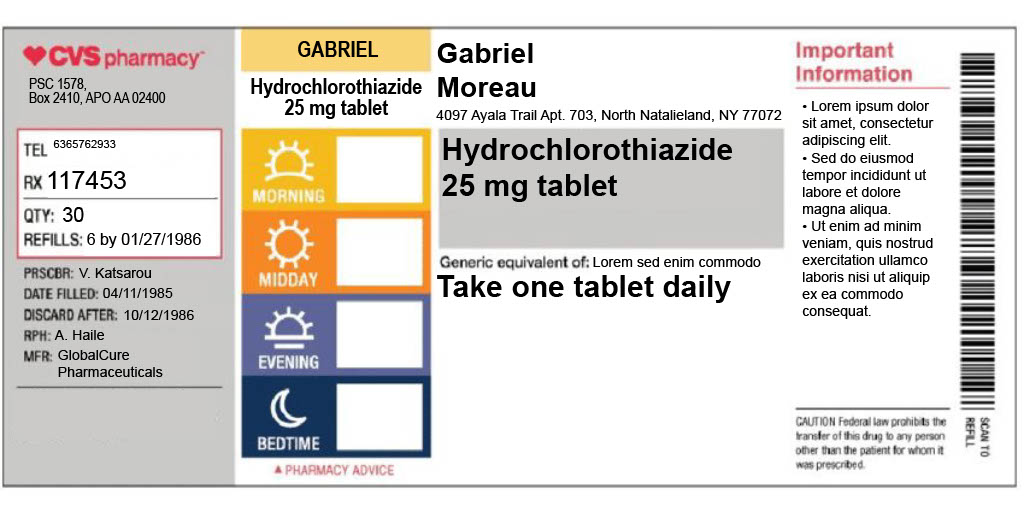 CVS pharmacy
PSC 1578,
Box 2410, APO AA 02400
TEL 6365762933
RX 117453
QTY: 30
REFILLS: 6 by 01/27/1986
PRSCBR: V. Katsarou
DATE FILLED: 04/11/1985
DISCARD AFTER: 10/12/1986
RPH: A. Haile
MFR: GlobalCure
Pharmaceuticals
GABRIEL
Hydrochlorothiazide
25 mg tablet
MORNING
MIDDAY
EVENING
BEDTIME
▲ PHARMACY ADVICE
Gabriel
Moreau
4097 Ayala Trail Apt. 703, North Natalieland, NY 77072
Hydrochlorothiazide
25 mg tablet
Generic equivalent of: Lorem sed enim commodo
Take one tablet daily
Important
Information
• Lorem ipsum dolor
sit amet, consectetur
adipiscing elit.
• Sed do eiusmod
tempor incididunt ut
labore et dolore
magna aliqua.
• Ut enim ad minim
veniam, quis nostrud
exercitation ullamco
laboris nisi ut aliquip
ex ea commodo
consequat.
CAUTION Federal law prohibits the
transfer of this drug to any person
other than the patient for whom it
was prescribed.
SCAN TO
REFILL